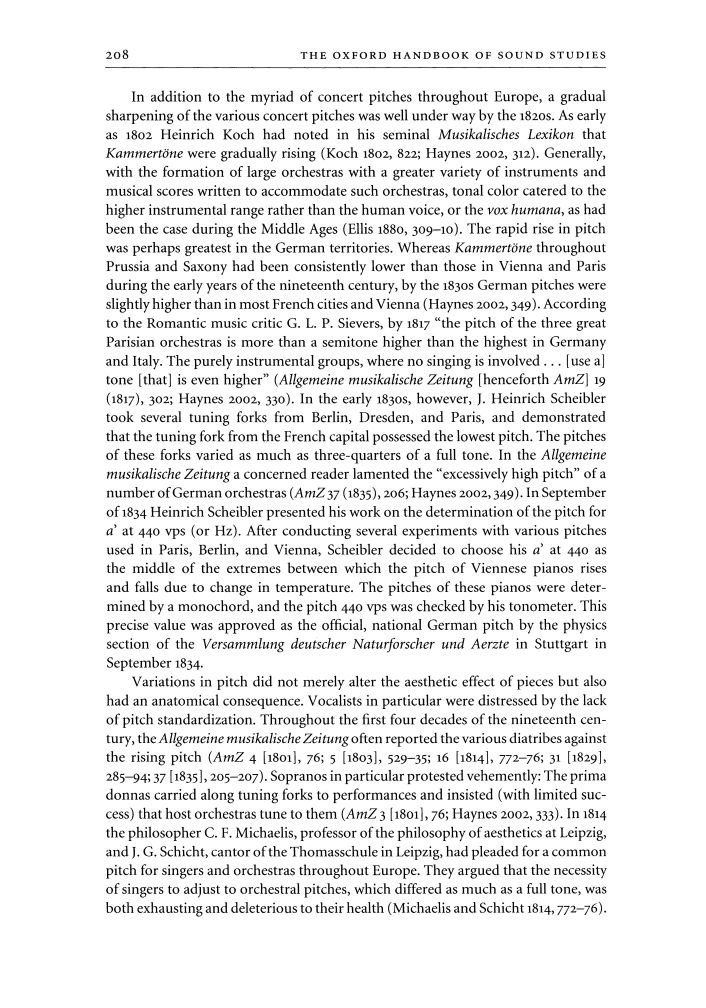 208 THE OXFORD HANDBOOK OF SOUND STUDIES
In addition to the myriad of concert pitches throughout Europe, a gradual
sharpening of the various concert pitches was well under way by the 1820s. As early
as 1802 Heinrich Koch had noted in his seminal Musikalisches Lexikon that
Kammertöne were gradually rising (Koch 1802, 822; Haynes 2002, 312). Generally,
with the formation of large orchestras with a greater variety of instruments and
musical scores written to accommodate such orchestras, tonal color catered to the
higher instrumental range rather than the human voice, or the vox humana, as had
been the case during the Middle Ages (Ellis 1880, 309–10). The rapid rise in pitch
was perhaps greatest in the German territories. Whereas Kammertöne throughout
Prussia and Saxony had been consistently lower than those in Vienna and Paris
during the early years of the nineteenth century, by the 1830s German pitches were
slightly higher than in most French cities and Vienna (Haynes 2002, 349). According
to the Romantic music critic G. L. P. Sievers, by 1817 “the pitch of the three great
Parisian orchestras is more than a semitone higher than the highest in Germany
and Italy. The purely instrumental groups, where no singing is involved . . . [use a]
tone [that] is even higher” (Allgemeine musikalische Zeitung [henceforth AmZ] 19
(1817), 302; Haynes 2002, 330). In the early 1830s, however, J. Heinrich Scheibler
took several tuning forks from Berlin, Dresden, and Paris, and demonstrated
that the tuning fork from the French capital possessed the lowest pitch. The pitches
of these forks varied as much as three-quarters of a full tone. In the Allgemeine
musikalische Zeitung a concerned reader lamented the “excessively high pitch” of a
number of German orchestras (AmZ 37 (1835), 206; Haynes 2002, 349). In September
of 1834 Heinrich Scheibler presented his work on the determination of the pitch for
a’ at 440 vps (or Hz). After conducting several experiments with various pitches
used in Paris, Berlin, and Vienna, Scheibler decided to choose his a’ at 440 as
the middle of the extremes between which the pitch of Viennese pianos rises
and falls due to change in temperature. The pitches of these pianos were deter-
mined by a monochord, and the pitch 440 vps was checked by his tonometer. This
precise value was approved as the official, national German pitch by the physics
section of the Versammlung deutscher Naturforscher und Aerzte in Stuttgart in
September 1834.
Variations in pitch did not merely alter the aesthetic effect of pieces but also
had an anatomical consequence. Vocalists in particular were distressed by the lack
of pitch standardization. Throughout the first four decades of the nineteenth cen-
tury, the Allgemeine musikalische Zeitung often reported the various diatribes against
the rising pitch (AmZ 4 [1801], 76; 5 [1803], 529–35; 16 [1814], 772–76; 31 [1829],
285–94; 37 [1835], 205–207). Sopranos in particular protested vehemently: The prima
donnas carried along tuning forks to performances and insisted (with limited suc-
cess) that host orchestras tune to them (AmZ 3 [1801], 76; Haynes 2002, 333). In 1814
the philosopher C. F. Michaelis, professor of the philosophy of aesthetics at Leipzig,
and J. G. Schicht, cantor of the Thomasschule in Leipzig, had pleaded for a common
pitch for singers and orchestras throughout Europe. They argued that the necessity
of singers to adjust to orchestral pitches, which differed as much as a full tone, was
both exhausting and deleterious to their health (Michaelis and Schicht 1814, 772–76).